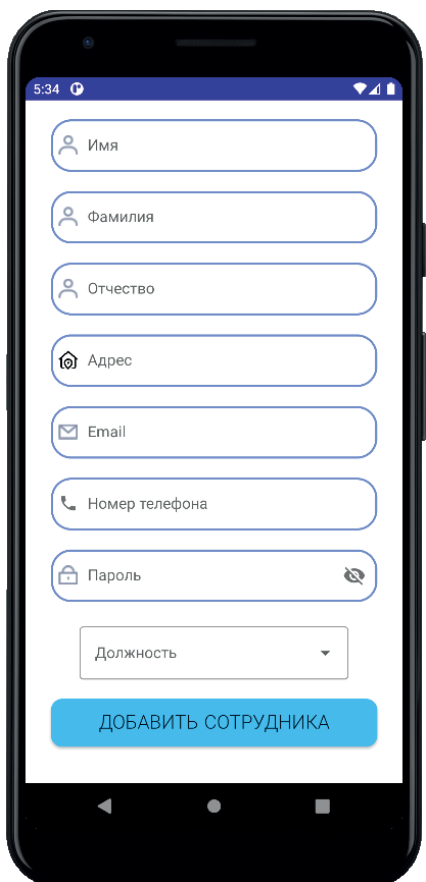 5:34
Имя
Фамилия
Отчество
Адрес
Email
Номер телефона
Пароль
Должность
ДОБАВИТЬ СОТРУДНИКА